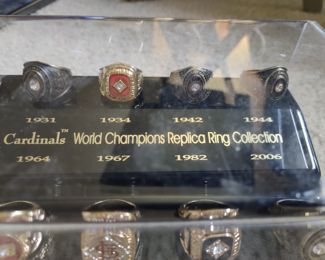 1931 1934 1942 1944
Cardinals™ World Champions Replica Ring Collection
1964 1967 1982 2006